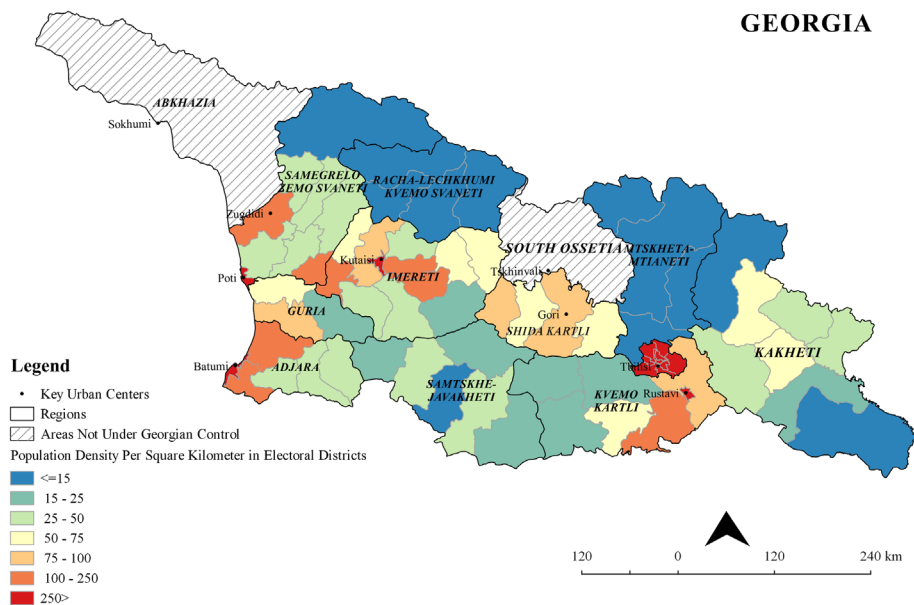 GEORGIA
ABKHAZIA
Sokhumi
SAMEGRELO
ZEMO SVANETI
RACHA-LECHKHUMI
KVEMO SVANETI
Zugdidi
SOUTH OSSETIA
MTSKHETA-
MTIANETI
Kutaisi
IMERETI
Tskhinvali
Poti
GURIA
Gori
SHIDA KARTLI
KAKHETI
Batumi
ADJARA
Tbilisi
SAMTSKHE-
JAVAKHETI
KVEMO
KARTLI
Rustavi
Legend
Key Urban Centers
Regions
Areas Not Under Georgian Control
Population Density Per Square Kilometer in Electoral Districts
<=15
15 - 25
25 - 50
50 - 75
75 - 100
100 - 250
250>
120 0 120 240 km